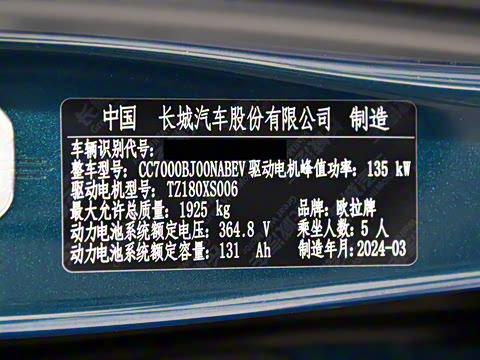 中国 长城汽车股份有限公司 制造
车辆识别代号:
整车型号: CC7000BJ00NABEV 驱动电机峰值功率: 135 kW
驱动电机型号: TZ180XS006
最大允许总质量: 1925 kg 品牌: 欧拉牌
动力电池系统额定电压: 364.8 V 乘坐人数: 5 人
动力电池系统额定容量: 131 Ah 制造年月: 2024-03